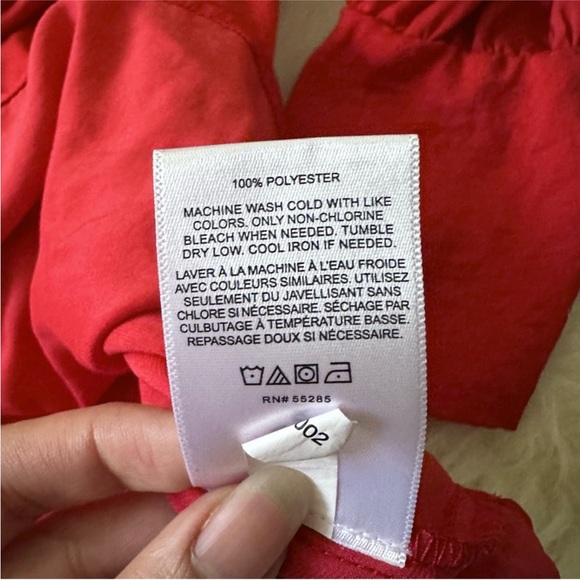 100% POLYESTER
MACHINE WASH COLD WITH LIKE
COLORS. ONLY NON-CHLORINE
BLEACH WHEN NEEDED. TUMBLE
DRY LOW. COOL IRON IF NEEDED.
LAVER À LA MACHINE À L'EAU FROIDE
AVEC COULEURS SIMILAIRES. UTILISEZ
SEULEMENT DU JAVELLISANT SANS
CHLORE SI NÉCESSAIRE. SÉCHAGE PAR
CULBUTAGE À TEMPÉRATURE BASSE.
REPASSAGE DOUX SI NÉCESSAIRE.
RN# 55285